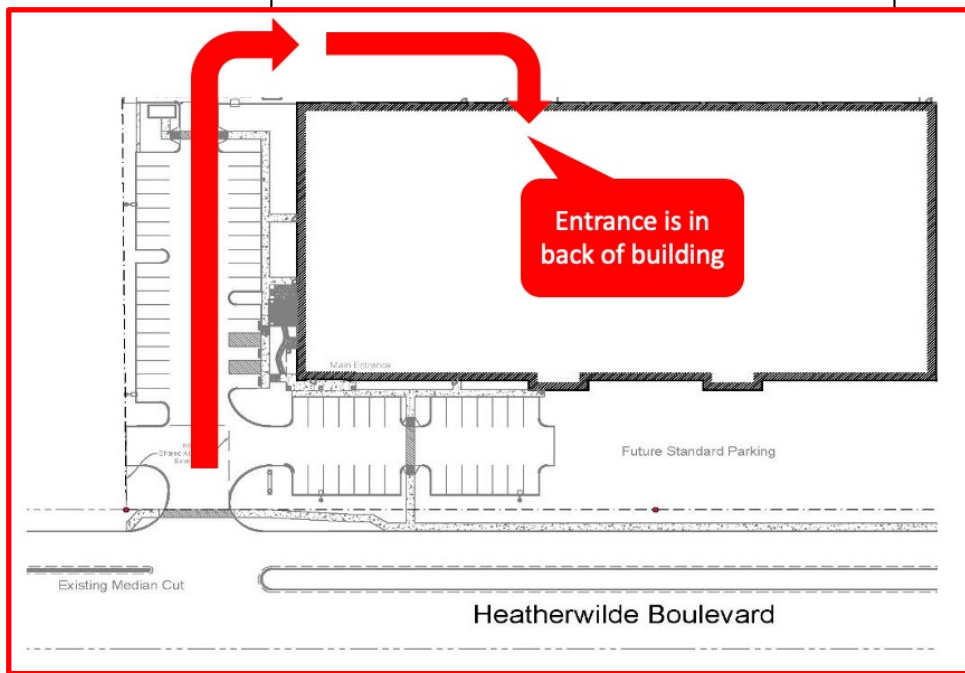 Entrance is in
back of building
Main Entrance
Future Standard Parking
Existing Median Cut
Heatherwilde Boulevard